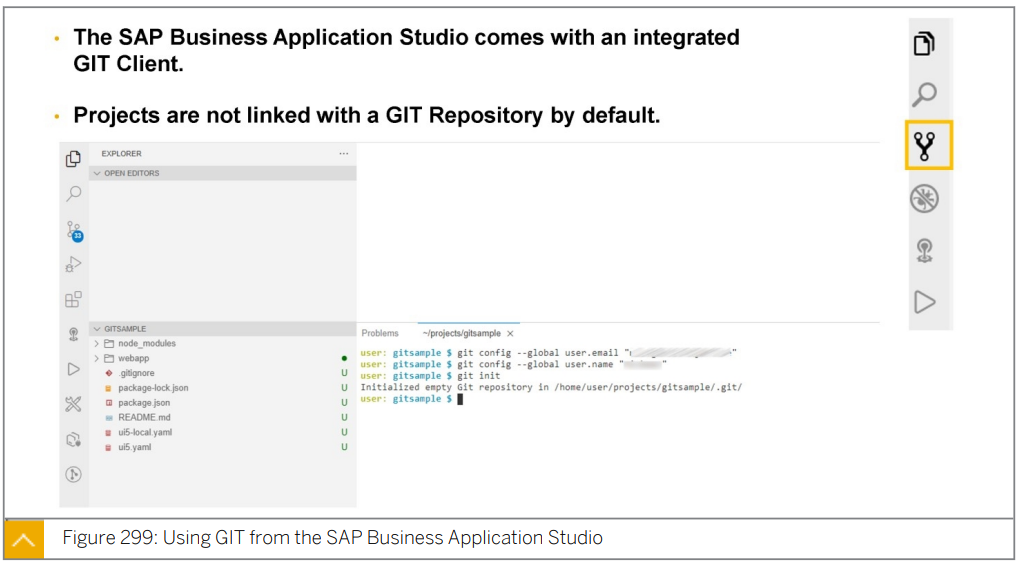 • The SAP Business Application Studio comes with an integrated
GIT Client.
• Projects are not linked with a GIT Repository by default.
EXPLORER ...
OPEN EDITORS
33
GITSAMPLE
node_modules
webapp
.gitignore U
package-lock.json U
package.json U
README.md U
ui5-local.yaml U
ui5.yaml U
Problems ~/projects/gitsample ×
user: gitsample $ git config --global user.email "
user: gitsample $ git config --global user.name "
user: gitsample $ git init
Initialized empty Git repository in /home/user/projects/gitsample/.git/
user: gitsample $
Figure 299: Using GIT from the SAP Business Application Studio